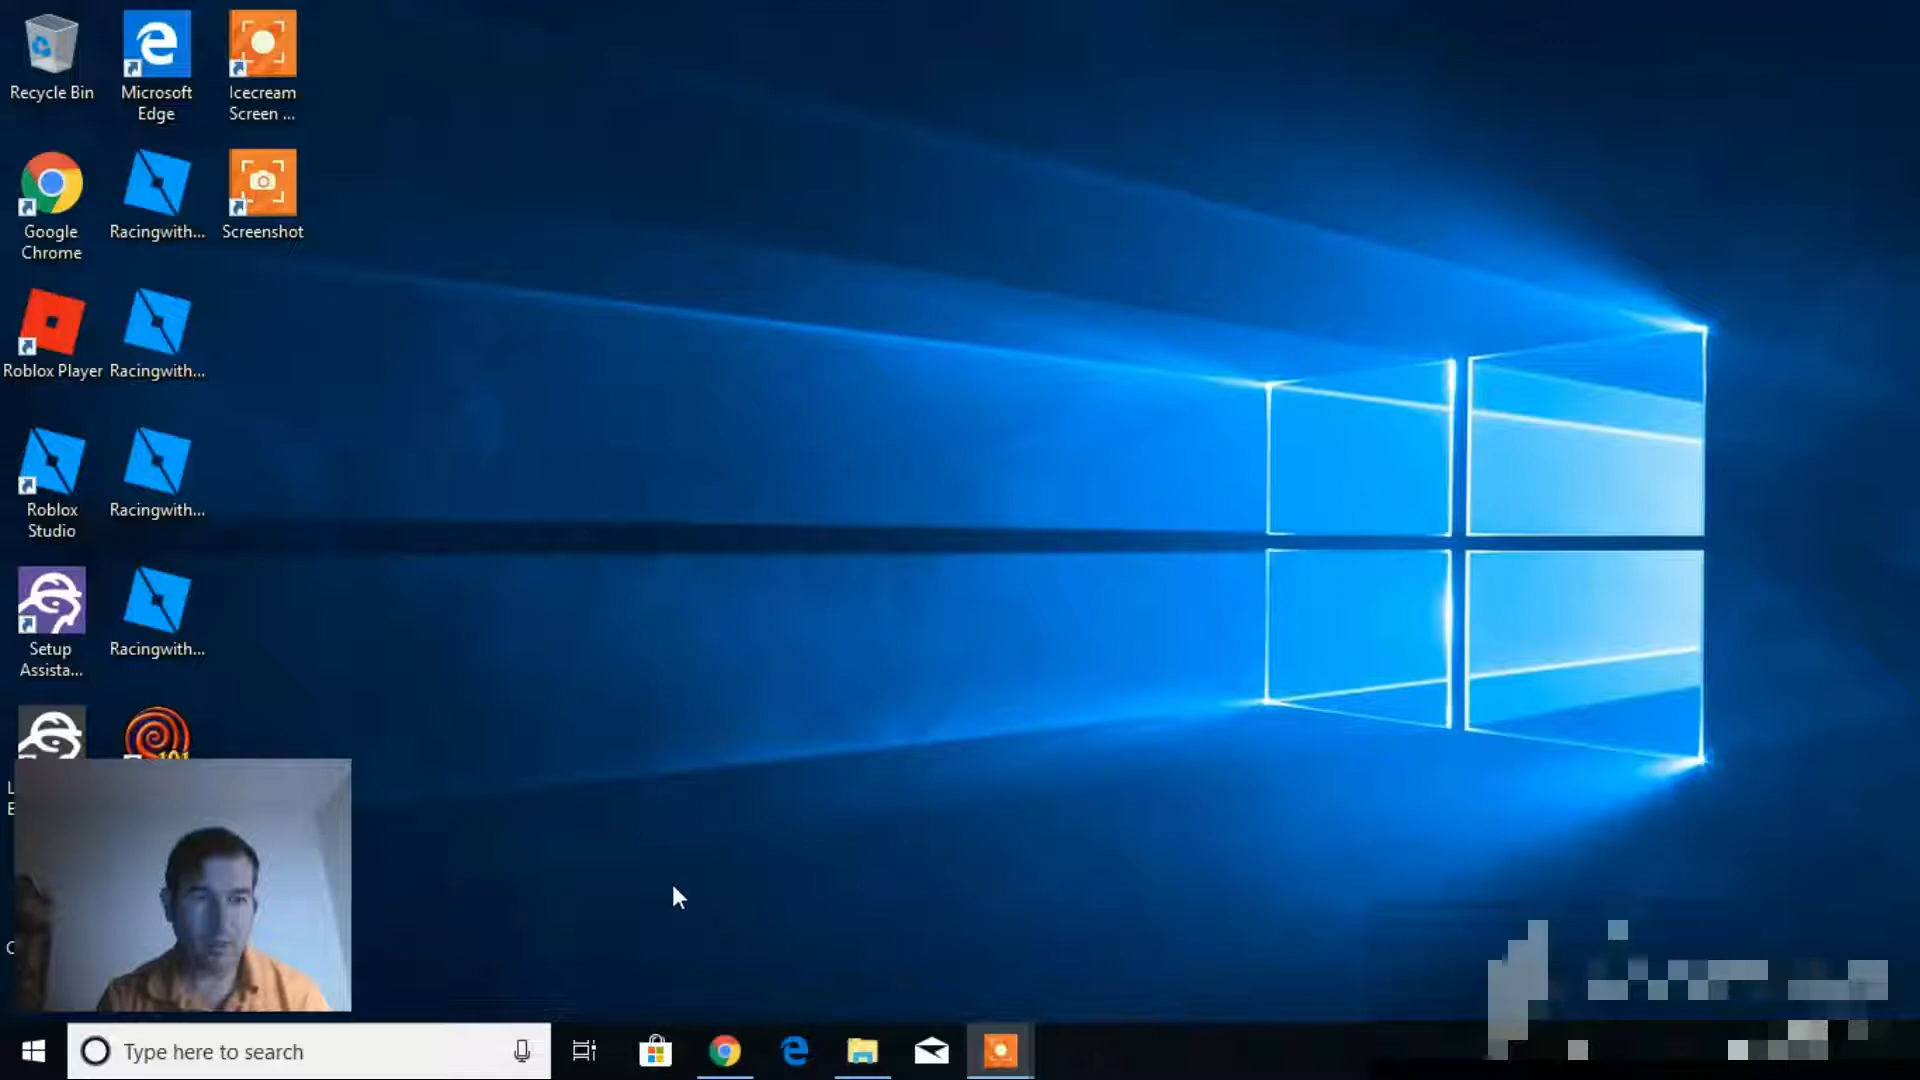 Recycle Bin
Microsoft
Edge
Icecream
Screen ...
Google
Chrome
Racingwith...
Screenshot
Roblox Player
Racingwith...
Roblox
Studio
Racingwith...
Setup
Assista...
Racingwith...
101
Type here to search